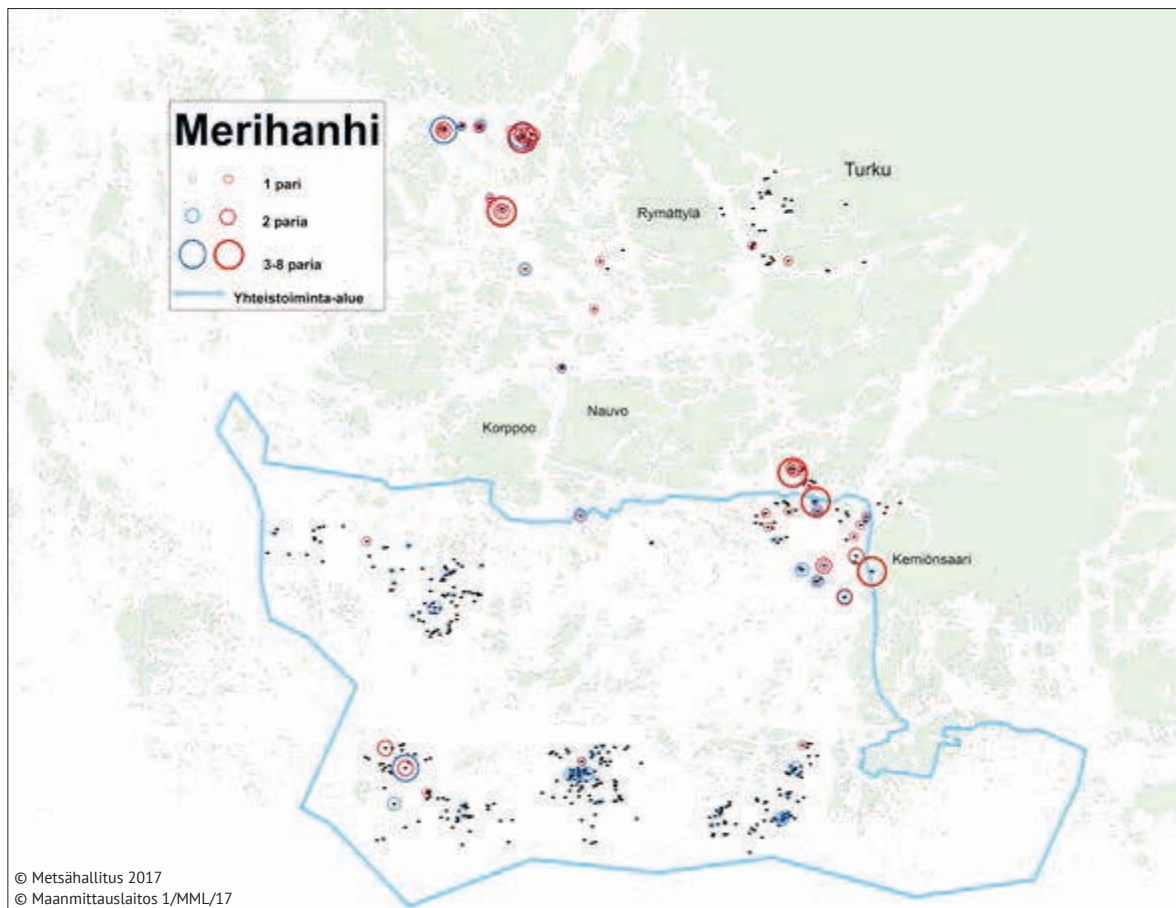 Merihanhi
1 pari
2 paria
3-8 paria
Yhteistoiminta-alue
Turku
Rymättylä
Nauvo
Korppoo
Kemiönsaari
© Metsähallitus 2017
© Maanmittauslaitos 1/MML/17